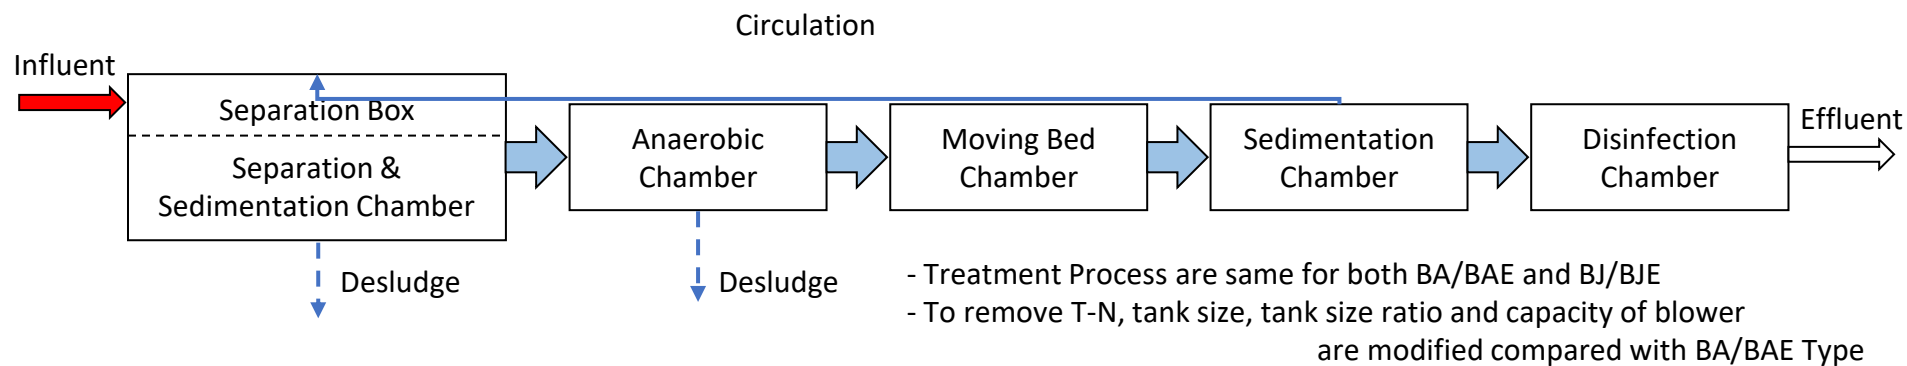 Circulation
Influent
Separation Box
Separation &
Sedimentation Chamber
Anaerobic
Chamber
Moving Bed
Chamber
Sedimentation
Chamber
Disinfection
Chamber
Effluent
Desludge
Desludge
- Treatment Process are same for both BA/BAE and BJ/BJE
- To remove T-N, tank size, tank size ratio and capacity of blower
are modified compared with BA/BAE Type